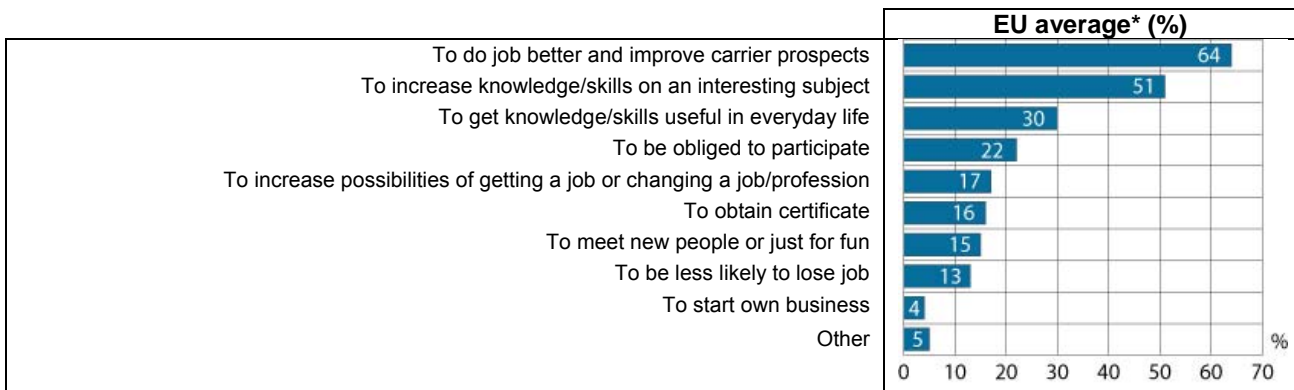 EU average* (%)
To do job better and improve carrier prospects 64
To increase knowledge/skills on an interesting subject 51
To get knowledge/skills useful in everyday life 30
To be obliged to participate 22
To increase possibilities of getting a job or changing a job/profession 17
To obtain certificate 16
To meet new people or just for fun 15
To be less likely to lose job 13
To start own business 4
Other 5 %
0 10 20 30 40 50 60 70